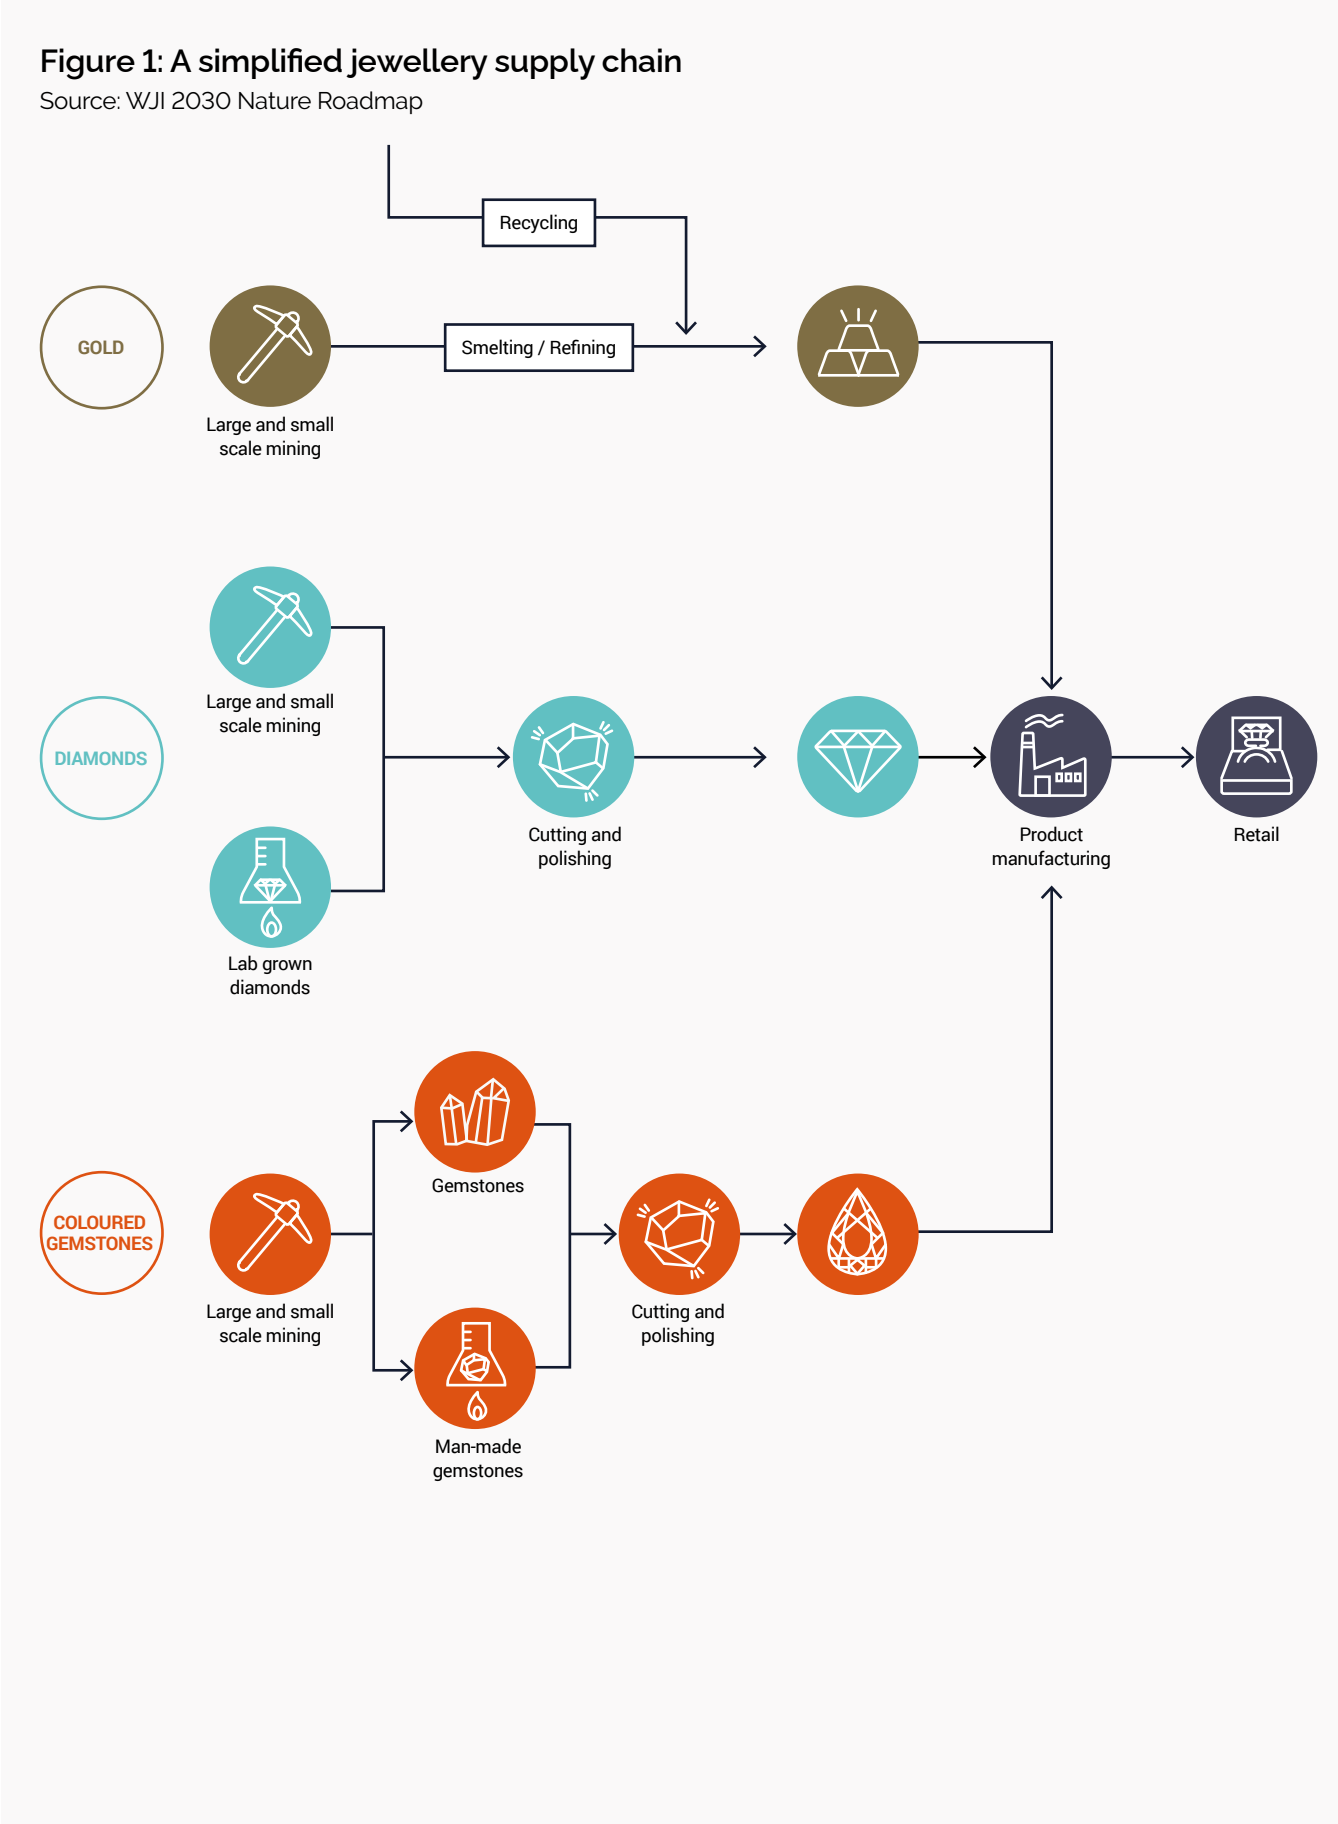 Figure 1: A simplified jewellery supply chain
Source: WJI 2030 Nature Roadmap
Recycling
GOLD
Smelting / Refining
Large and small
scale mining
Large and small
scale mining
DIAMONDS
Cutting and
polishing
Product
manufacturing
Retail
Lab grown
diamonds
Gemstones
COLOURED
GEMSTONES
Large and small
scale mining
Cutting and
polishing
Man-made
gemstones